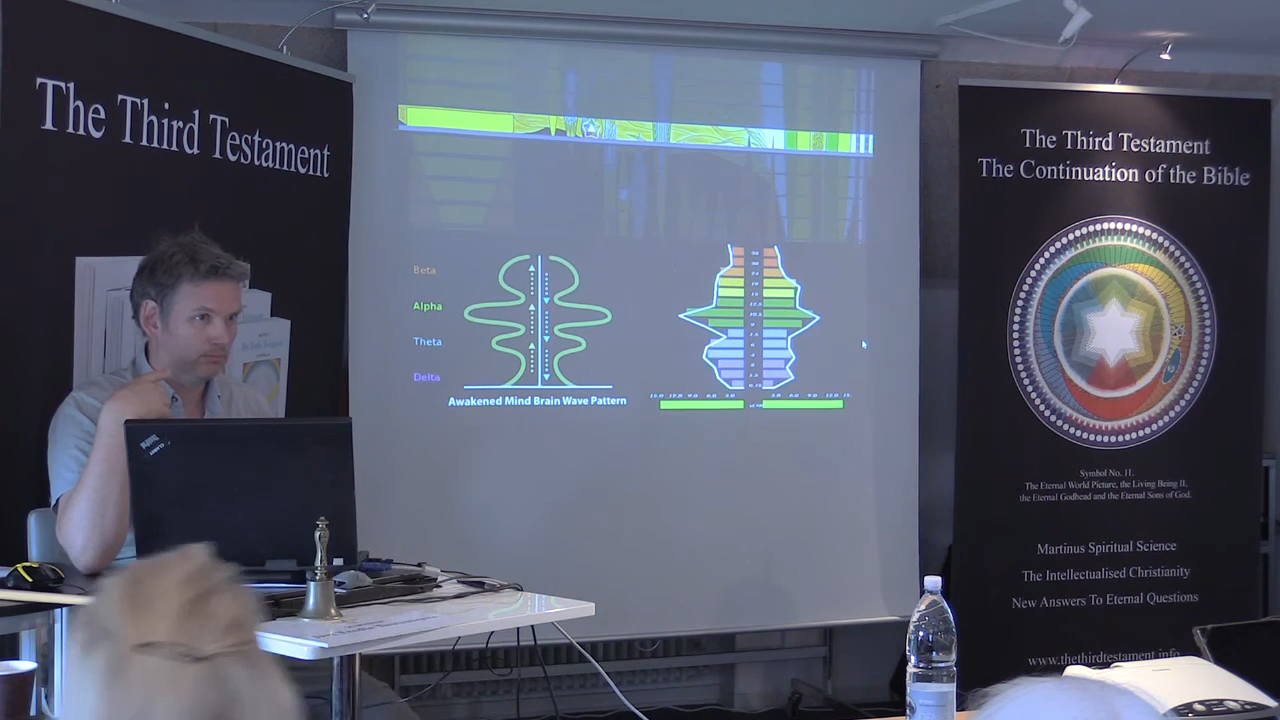 The Third Testament
Beta
Alpha
Theta
Delta
Awakened Mind Brain Wave Pattern
The Third Testament
The Continuation of the Bible
Symbol No. 11.
The Eternal World Picture, the Living Being II,
the Eternal Godhead and the Eternal Sons of God.
Martinus Spiritual Science
The Intellectualised Christianity
New Answers To Eternal Questions
www.thethirdtestament.info